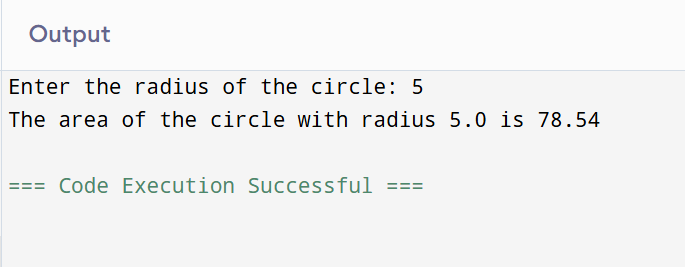 Output
Enter the radius of the circle: 5
The area of the circle with radius 5.0 is 78.54
=== Code Execution Successful ===